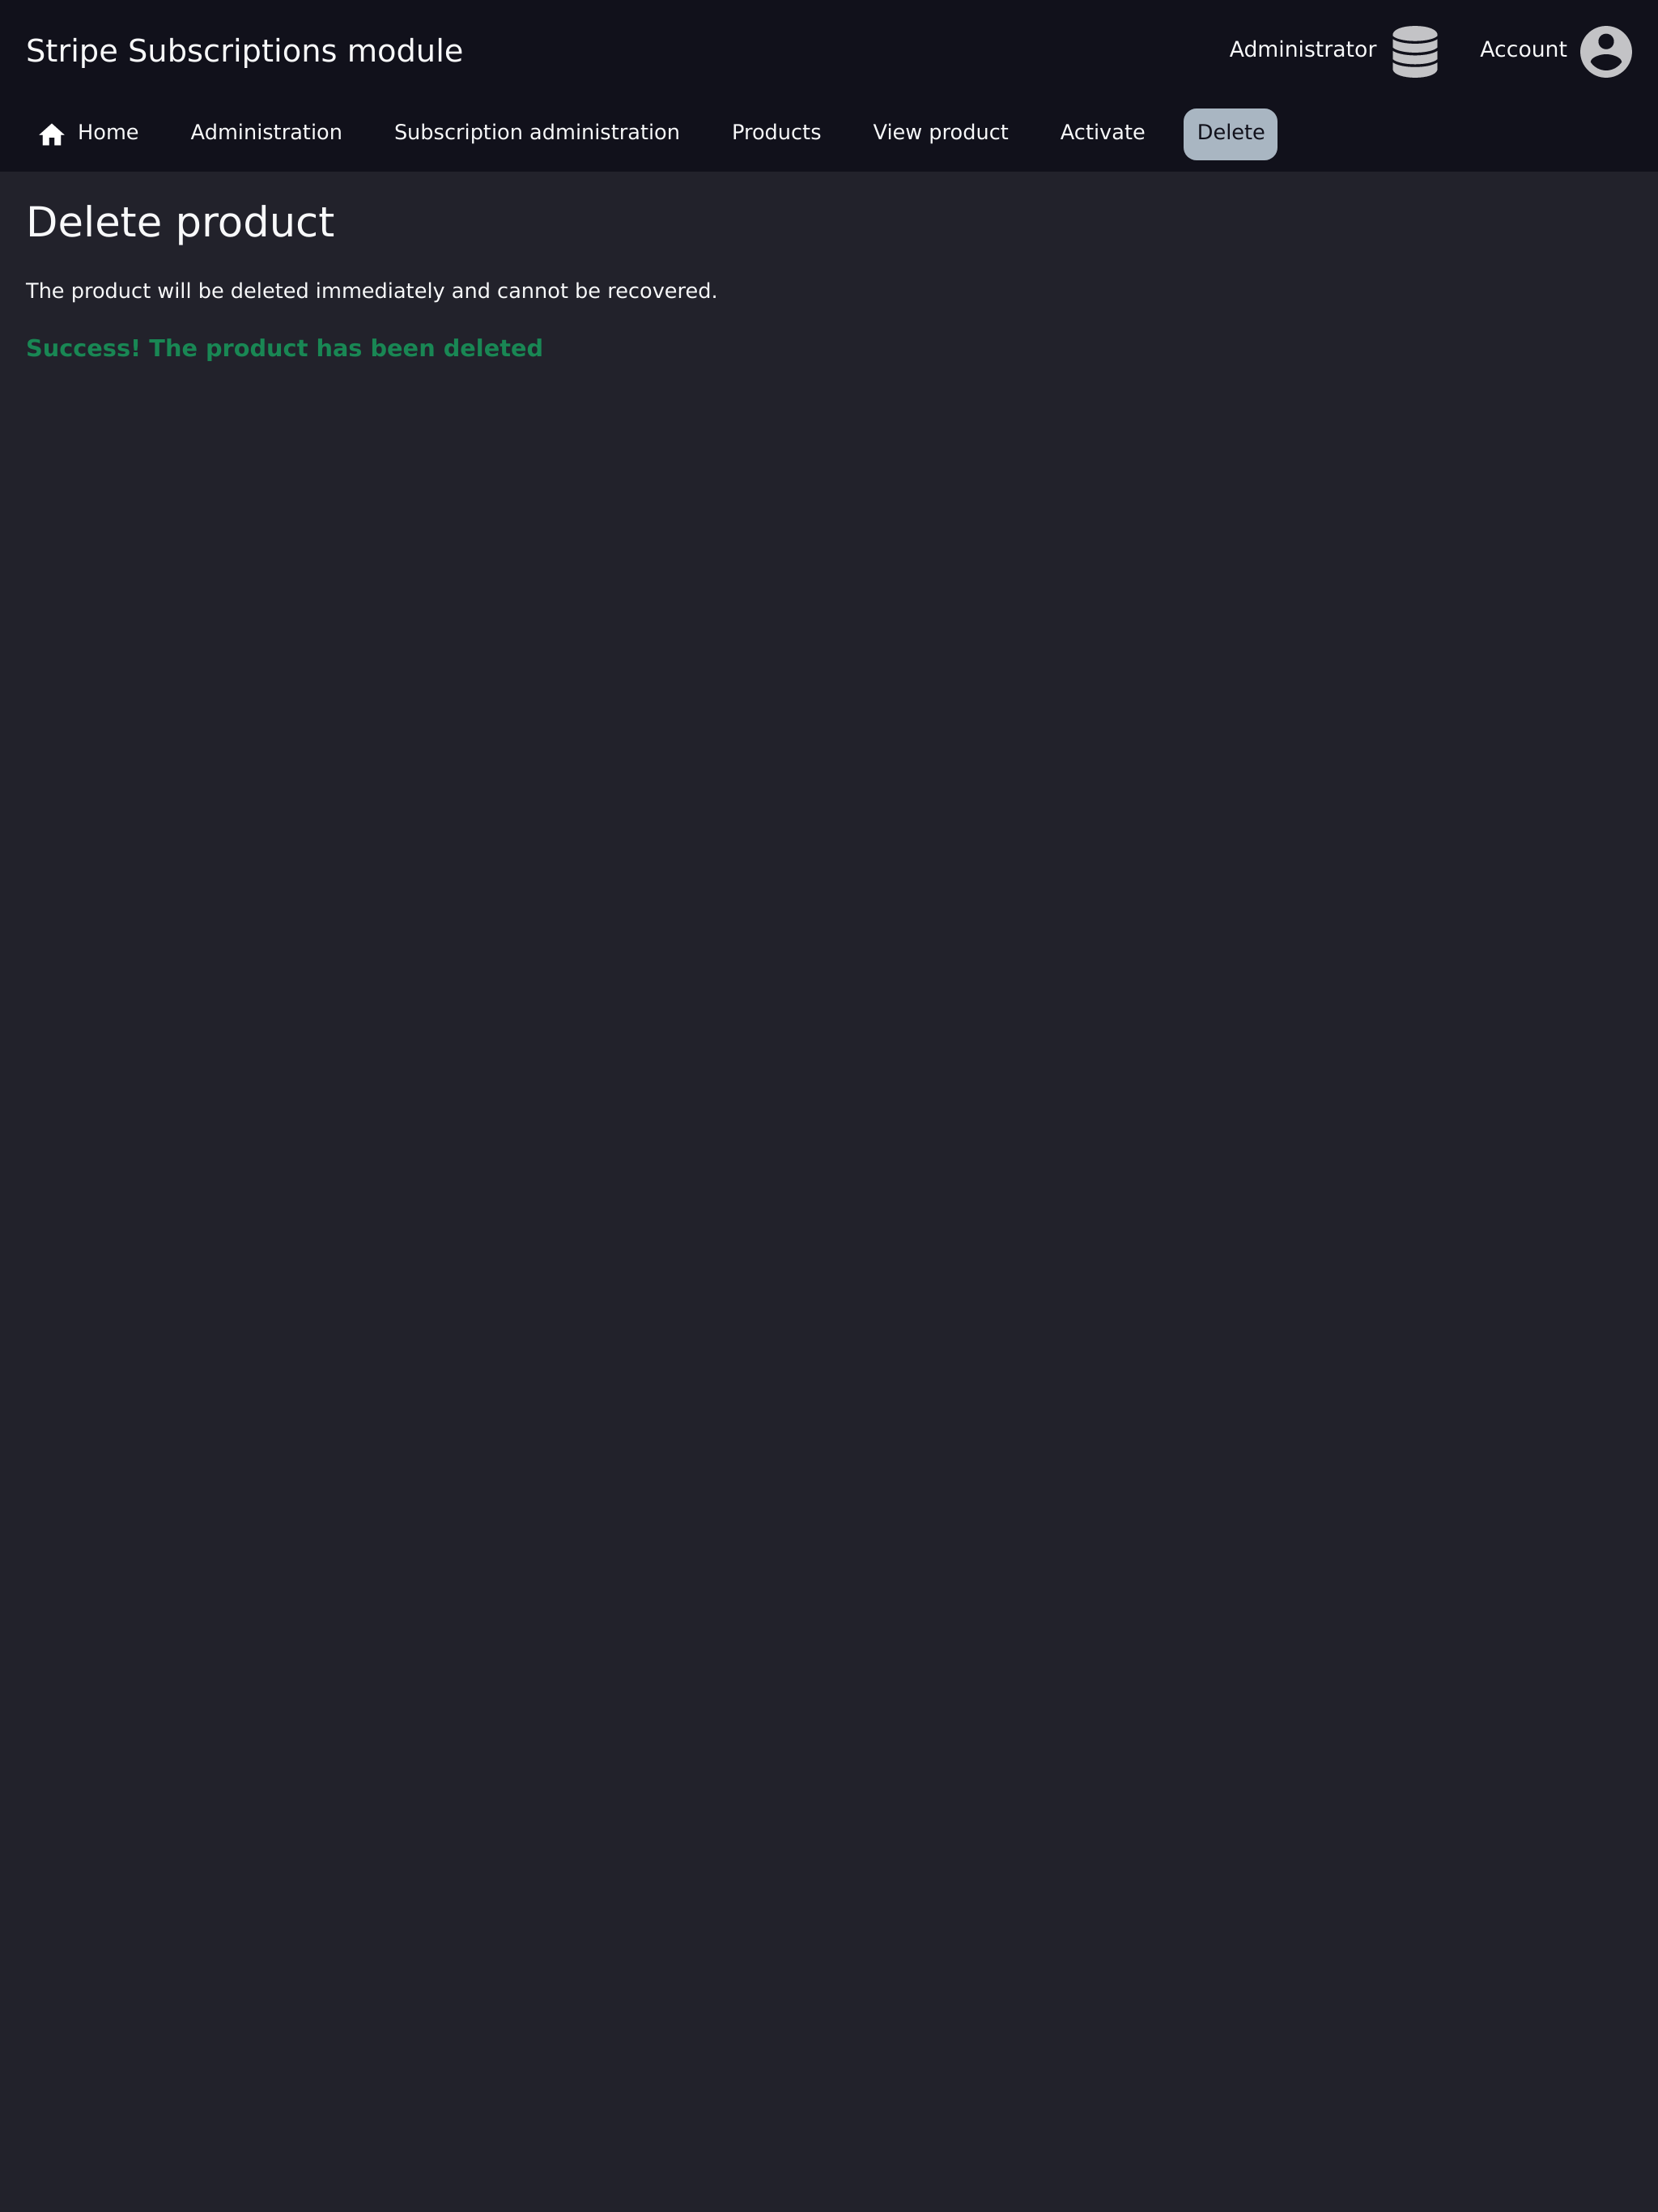 Stripe Subscriptions module
Administrator Account
Home Administration Subscription administration Products View product Activate Delete
Delete product
The product will be deleted immediately and cannot be recovered.
Success! The product has been deleted